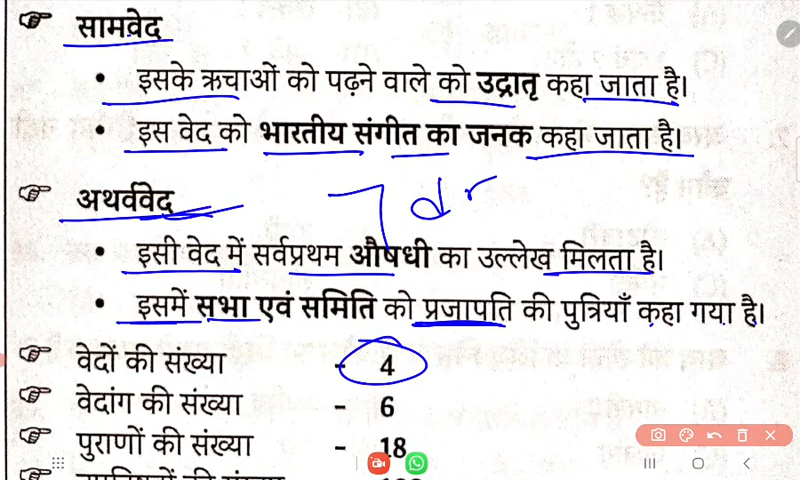 सामवेद
• इसके ऋचाओं को पढ़ने वाले को उद्रातृ कहा जाता है।
• इस वेद को भारतीय संगीत का जनक कहा जाता है।
अथर्ववेद
• इसी वेद में सर्वप्रथम औषधी का उल्लेख मिलता है।
• इसमें सभा एवं समिति को प्रजापति की पुत्रियाँ कहा गया है।
वेदों की संख्या - 4
वेदांग की संख्या - 6
पुराणों की संख्या - 18